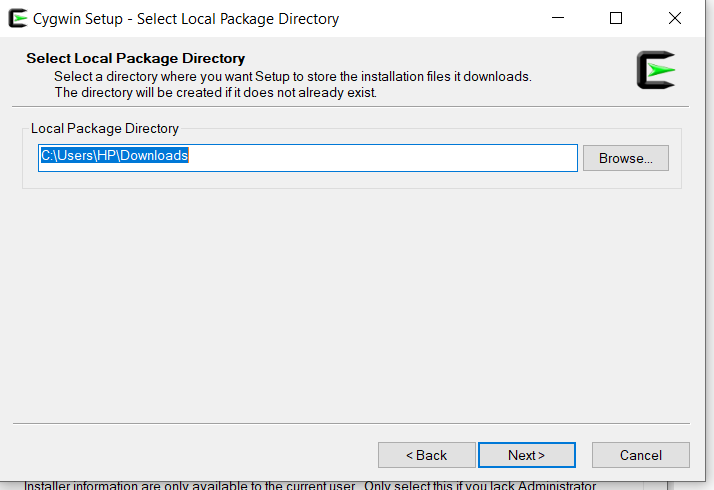 Cygwin Setup - Select Local Package Directory
Select Local Package Directory
Select a directory where you want Setup to store the installation files it downloads.
The directory will be created if it does not already exist.
Local Package Directory
C:\Users\HP\Downloads
Browse...
< Back
Next >
Cancel
Installer information are only available to the current user. Only select this if you lack Administrator